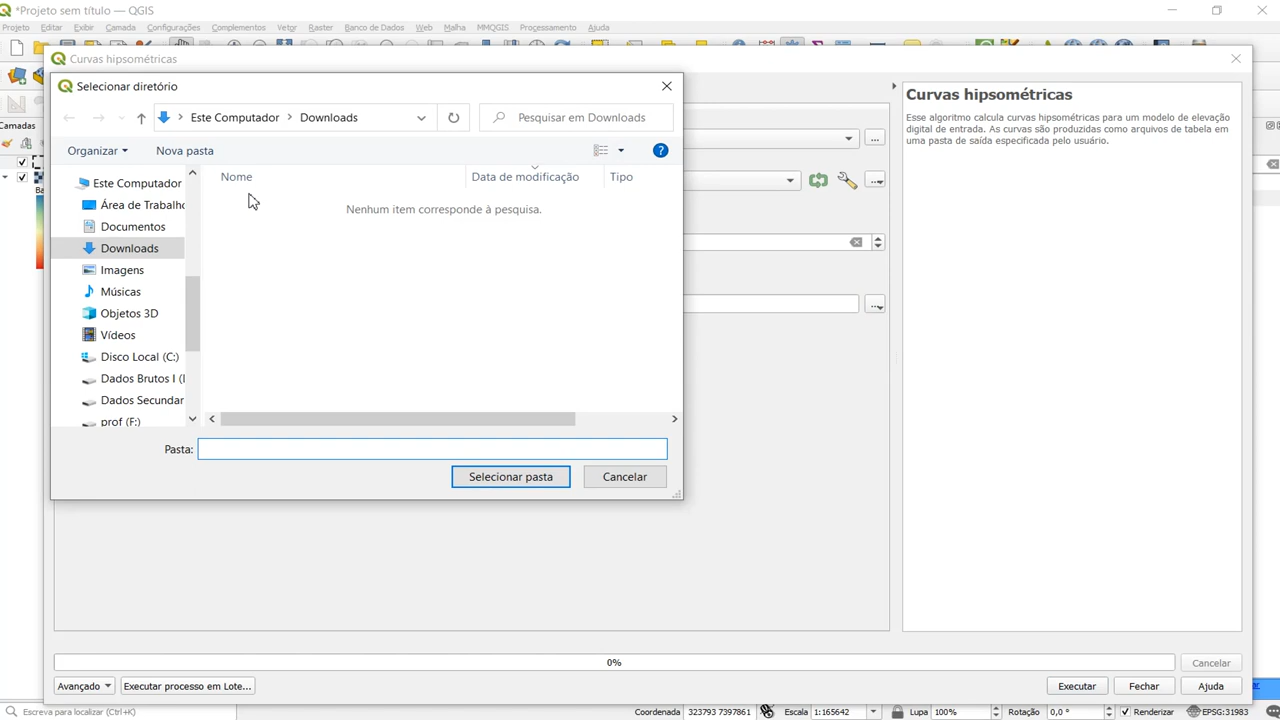 *Projeto sem título — QGIS
Projeto Editar Exibir Camada Configurações Complementos Vetor Raster Banco de Dados Web Malha MMQGIS Processamento Ajuda
Curvas hipsométricas
Selecionar diretório
Este Computador Downloads
Pesquisar em Downloads
Organizar Nova pasta
Nome Data de modificação Tipo
Nenhum item corresponde à pesquisa.
Este Computador
Área de Trabalho
Documentos
Downloads
Imagens
Músicas
Objetos 3D
Vídeos
Disco Local (C:)
Dados Brutos I (
Dados Secundar
prof (F:)
Pasta:
Selecionar pasta Cancelar
Camadas
Ba
Curvas hipsométricas
Esse algoritmo calcula curvas hipsométricas para um modelo de elevação
digital de entrada. As curvas são produzidas como arquivos de tabela em
uma pasta de saída especificada pelo usuário.
0%
Cancelar
Avançado Executar processo em Lote... Executar Fechar Ajuda
Escreva para localizar (Ctrl+K) Coordenada 323793 7397861 Escala 1:165642 Lupa 100% Rotação 0,0 ° Renderizar EPSG:31983